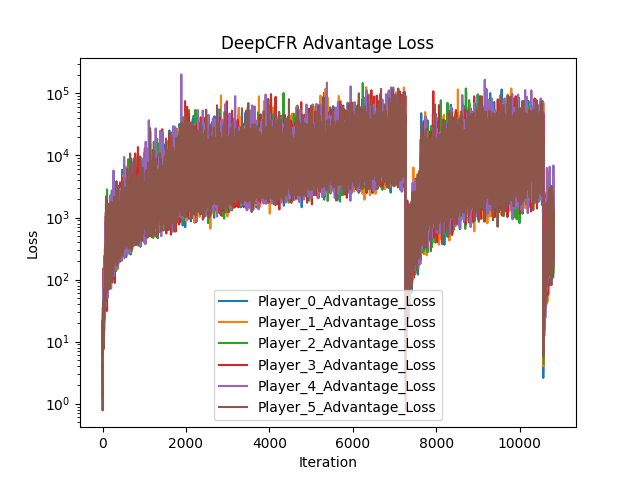 DeepCFR Advantage Loss
Loss
10^5
10^4
10^3
10^2
10^1
10^0
Player_0_Advantage_Loss
Player_1_Advantage_Loss
Player_2_Advantage_Loss
Player_3_Advantage_Loss
Player_4_Advantage_Loss
Player_5_Advantage_Loss
0 2000 4000 6000 8000 10000
Iteration